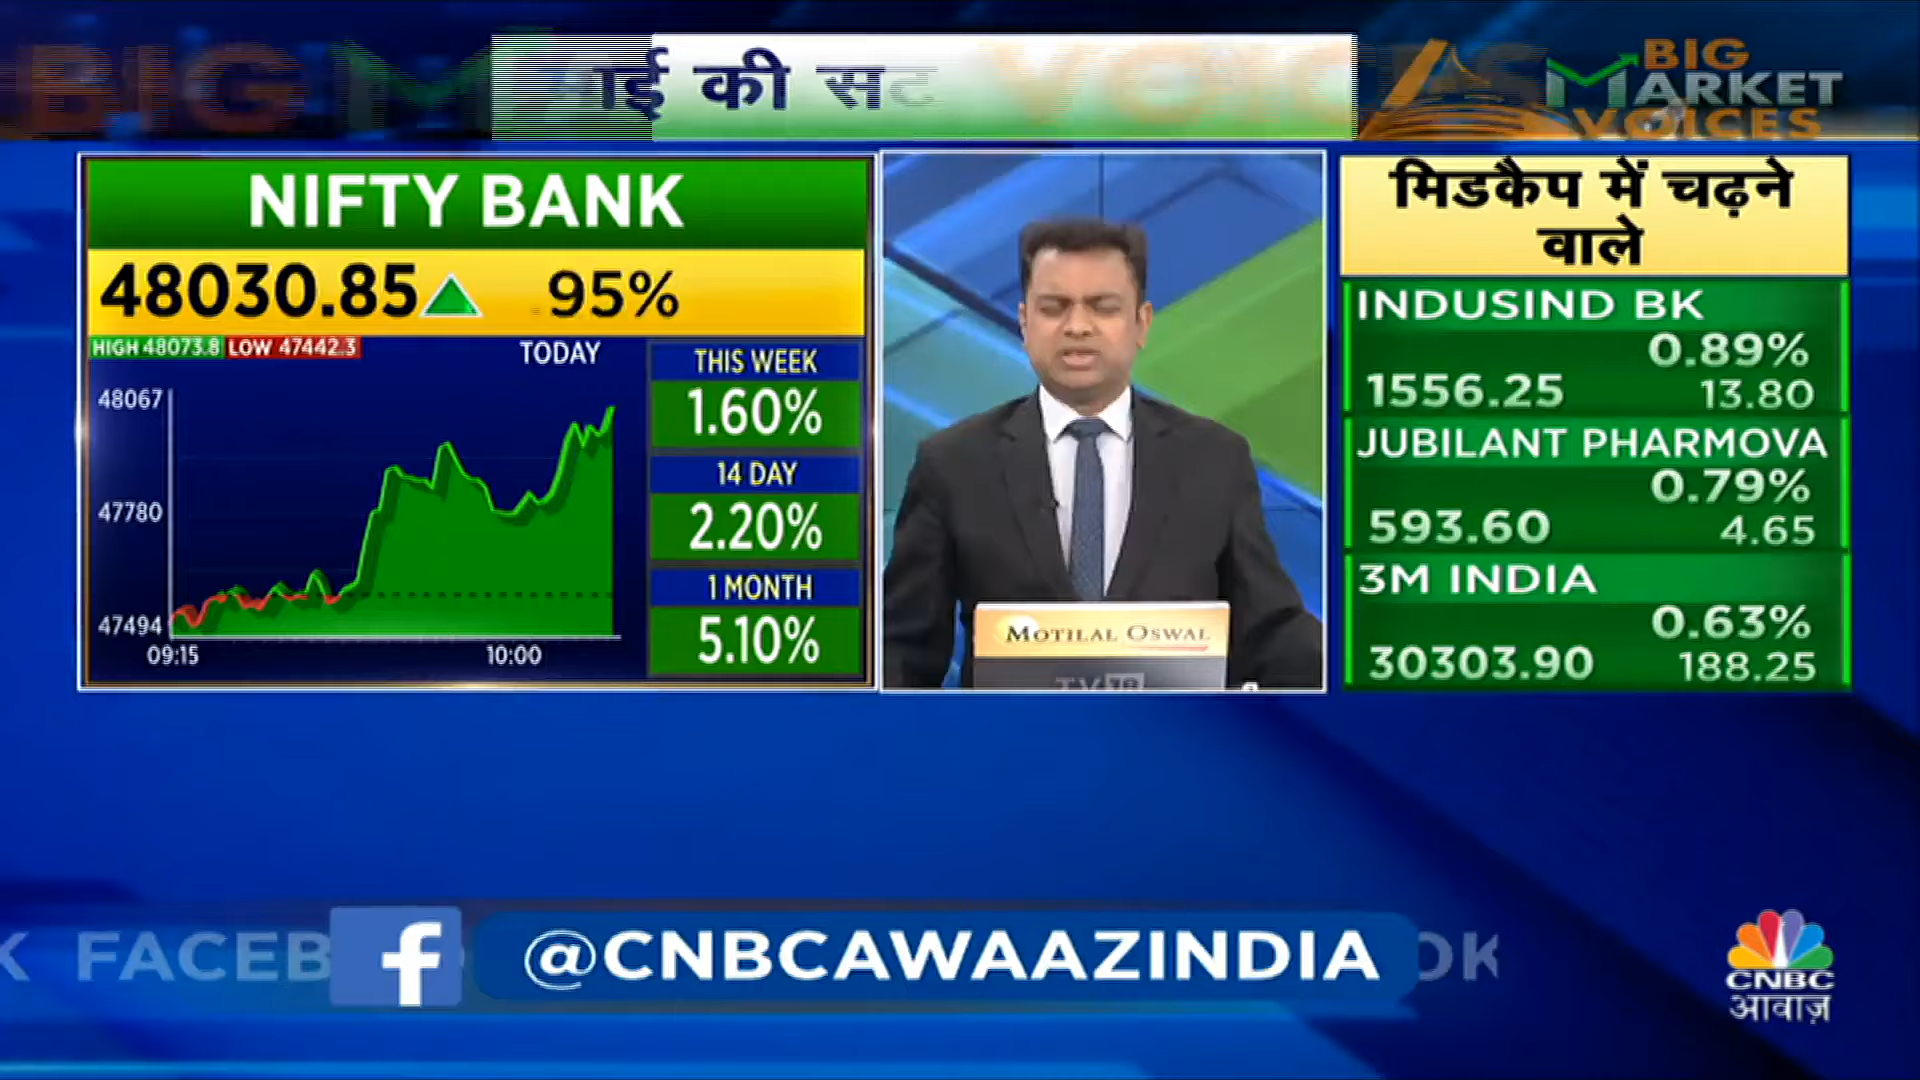 की
BIG
MARKET
VOICES
NIFTY BANK
48030.85 .95%
HIGH 48073.8 LOW 47442.3
TODAY
48067
47780
47494
09:15 10:00
THIS WEEK
1.60%
14 DAY
2.20%
1 MONTH
5.10%
MOTILAL OSWAL
मिडकैप में चढ़ने
वाले
INDUSIND BK
0.89%
1556.25 13.80
JUBILANT PHARMOVA
0.79%
593.60 4.65
3M INDIA
0.63%
30303.90 188.25
f @CNBCAWAAZINDIA
CNBC
आवाज़